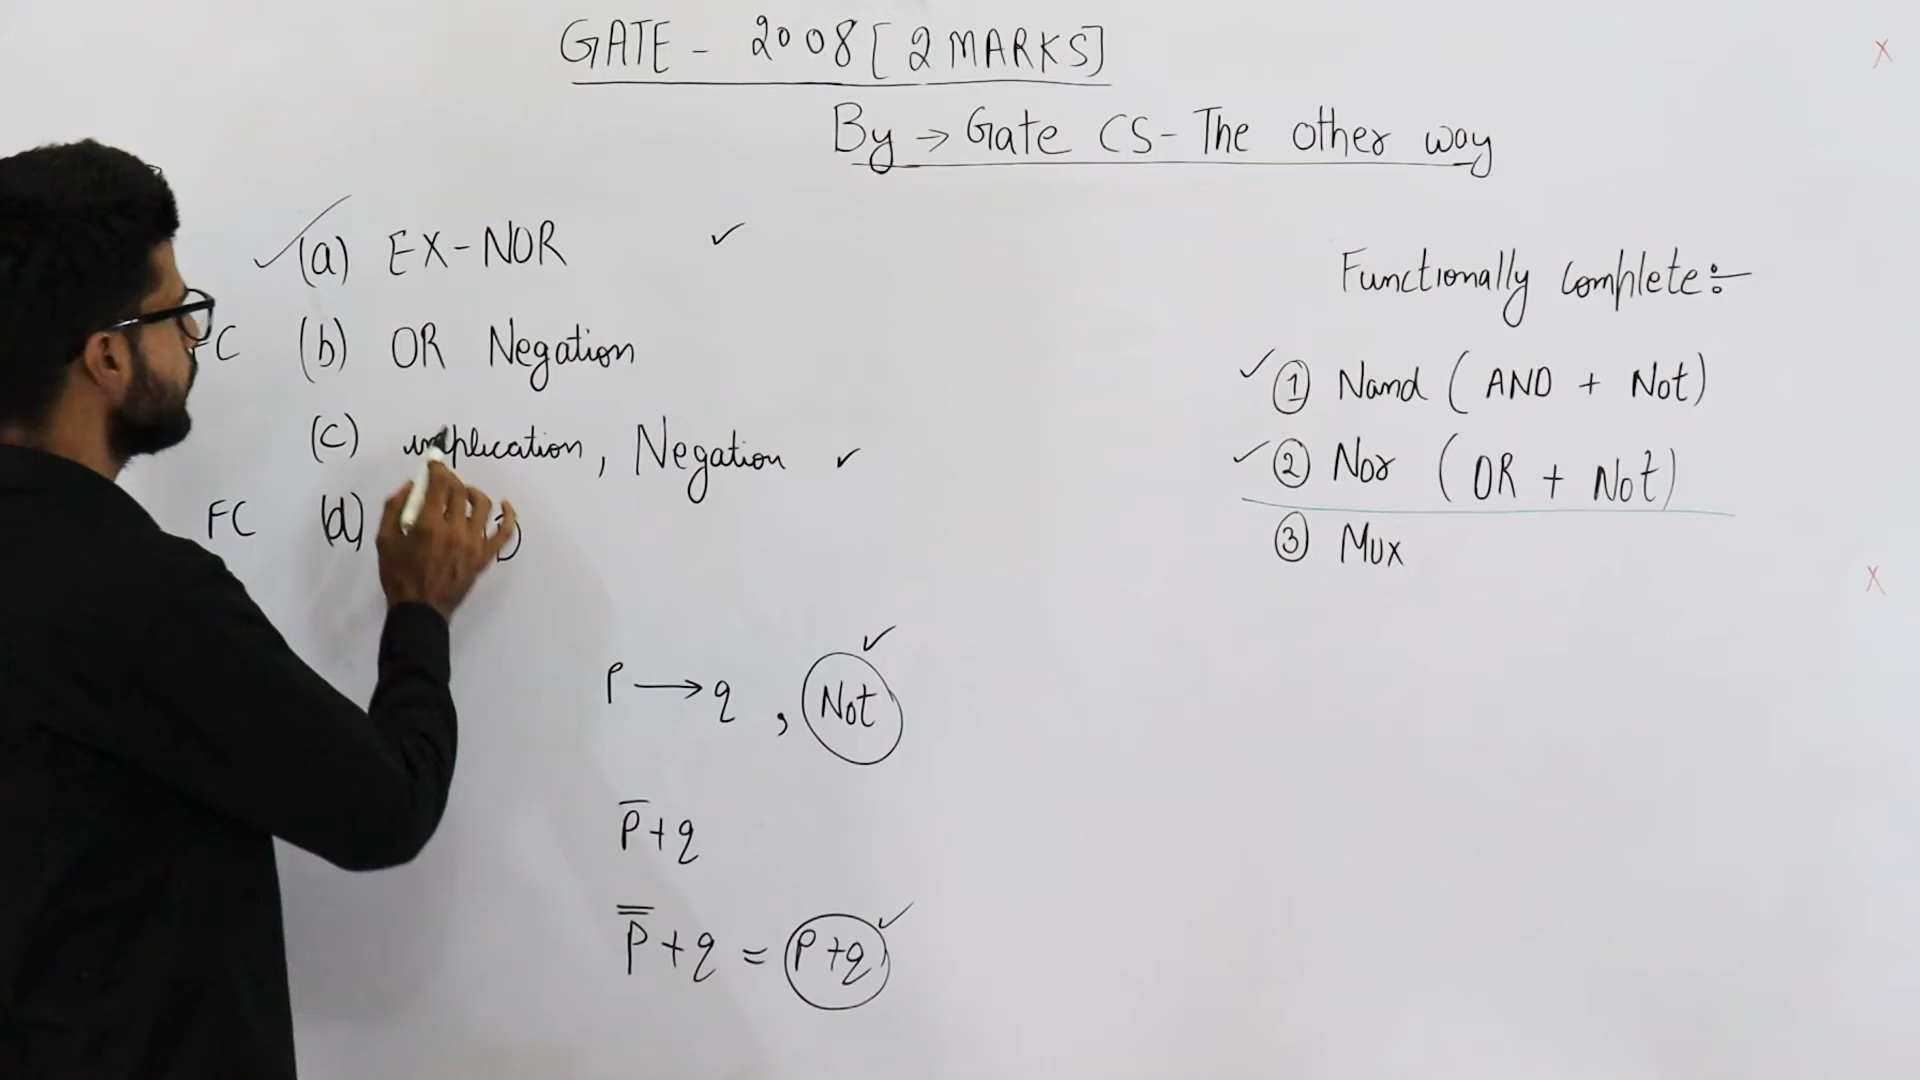 GATE - 2008 [ 2 MARKS ]
By → Gate CS - The other way
✓ (a) EX-NOR ✓
FC (b) OR Negation
(c) implication, Negation ✓
FC (d)
Functionally complete:-
✓ ① Nand ( AND + Not )
✓ ② Nor ( OR + Not )
③ Mux
P → q , Not ✓
P̅ + q
P̿ + q = P + q ✓
X
X